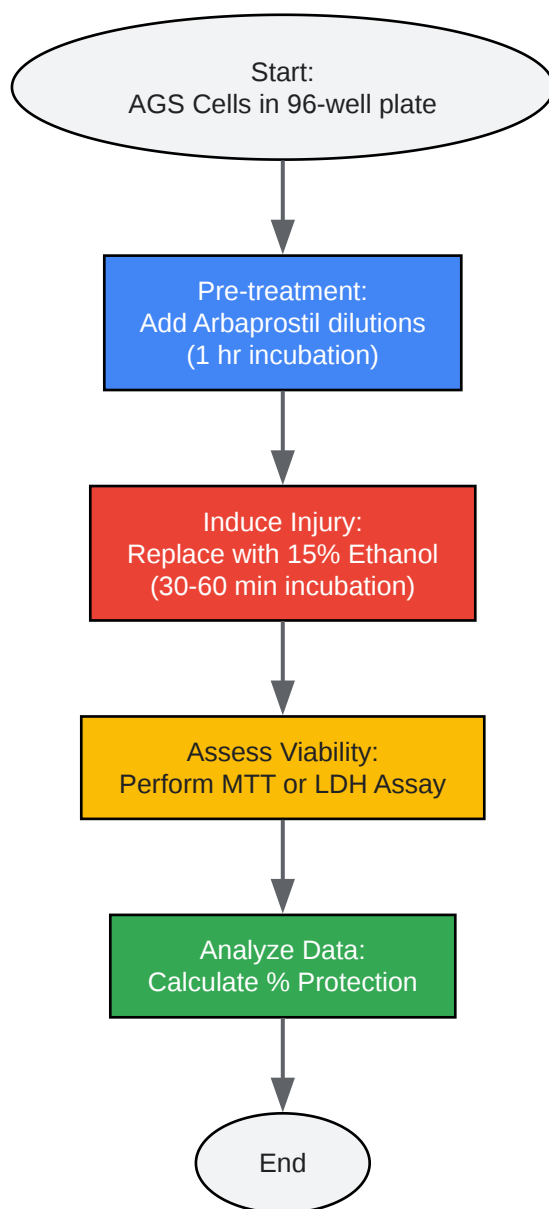 Start:
AGS Cells in 96-well plate
Pre-treatment:
Add Arbaprostil dilutions
(1 hr incubation)
Induce Injury:
Replace with 15% Ethanol
(30-60 min incubation)
Assess Viability:
Perform MTT or LDH Assay
Analyze Data:
Calculate % Protection
End